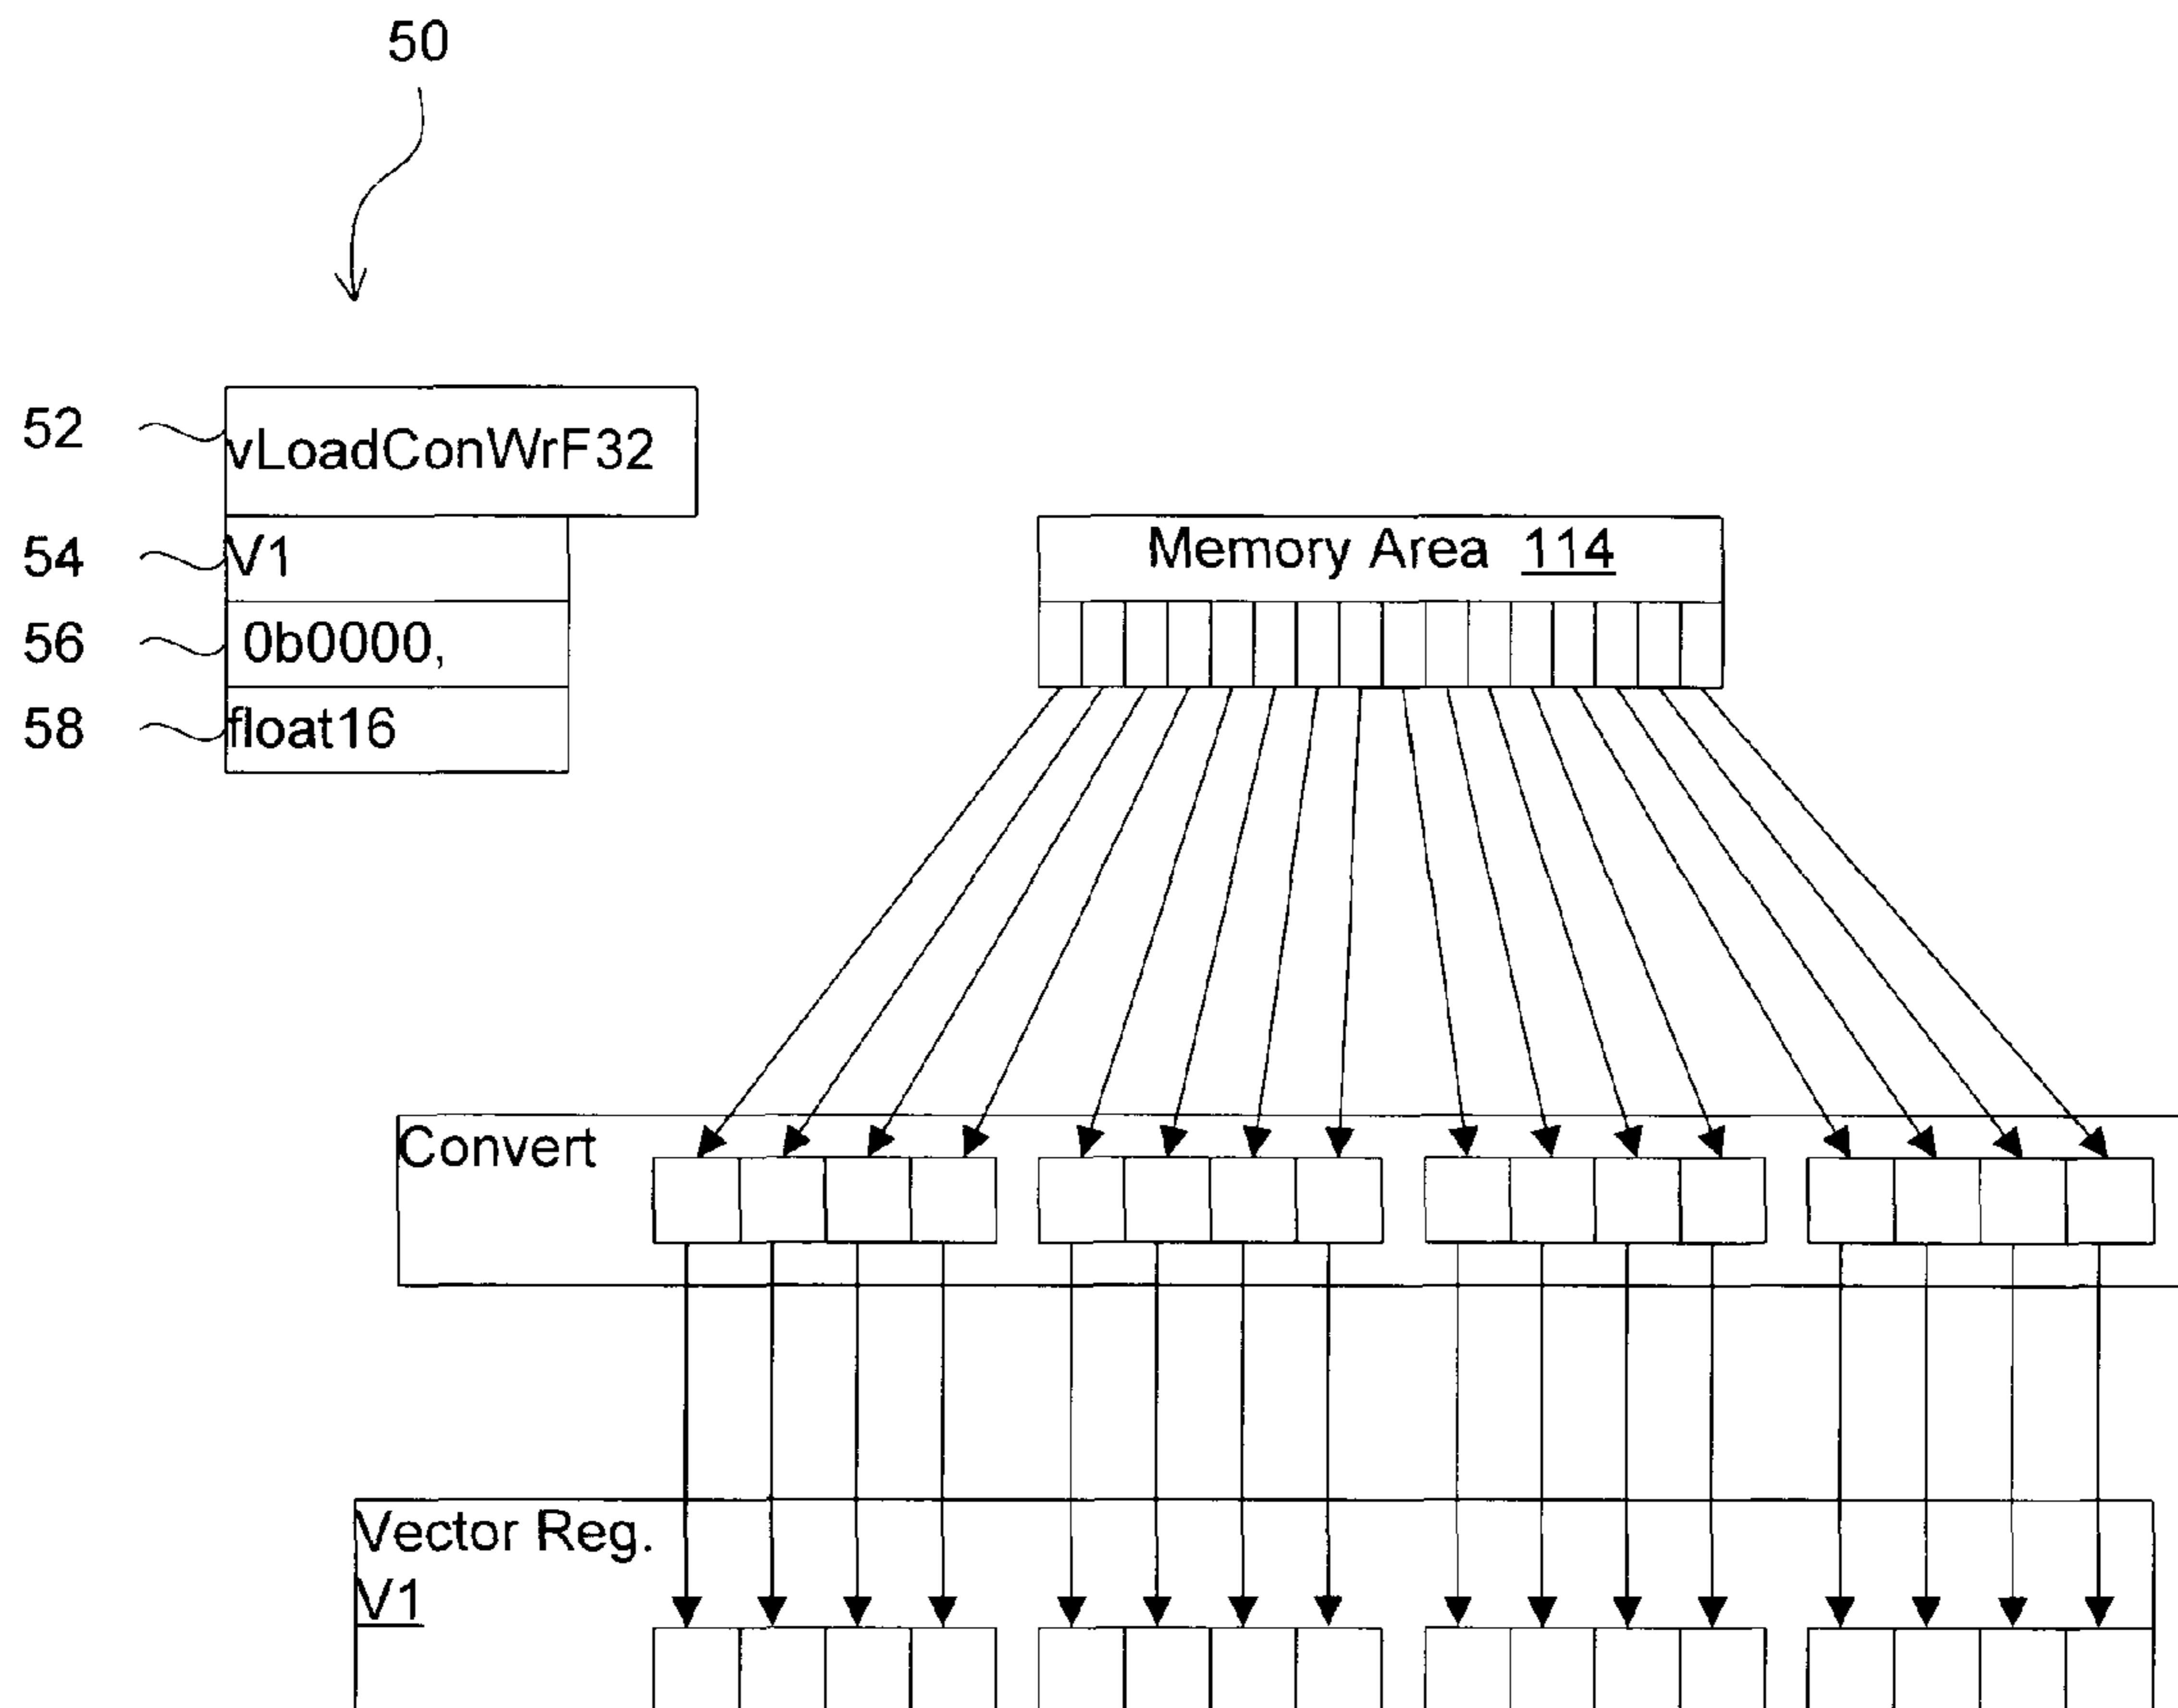 50
52
vLoadConWrF32
54
V1
56
0b0000,
58
float16
Memory Area 114
Convert
Vector Reg.
V1